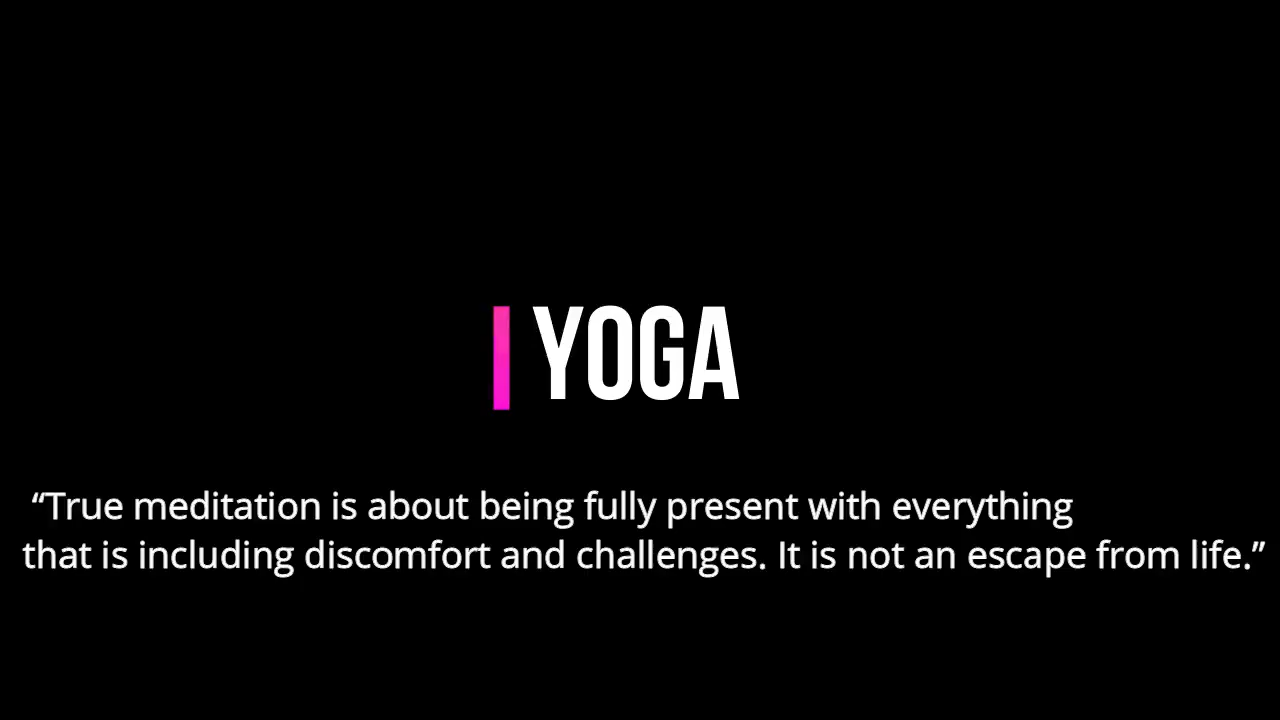 YOGA
“True meditation is about being fully present with everything
that is including discomfort and challenges. It is not an escape from life.”